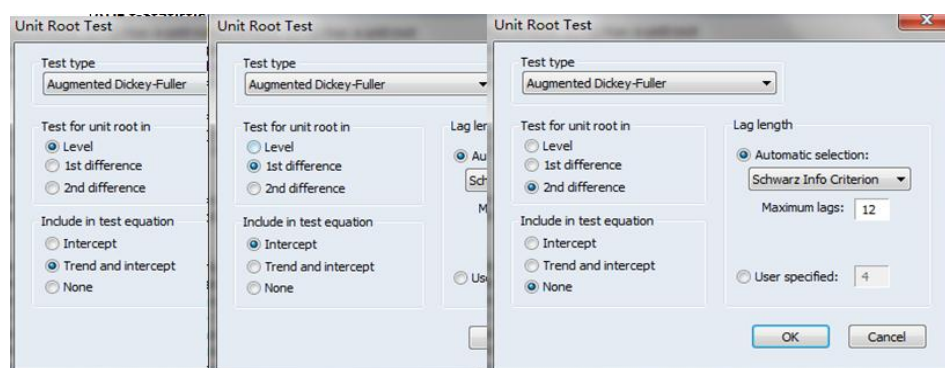 Unit Root Test
Test type
Augmented Dickey-Fuller
Test for unit root in
Level
1st difference
2nd difference
Include in test equation
Intercept
Trend and intercept
None
Unit Root Test
Test type
Augmented Dickey-Fuller
Test for unit root in
Level
1st difference
2nd difference
Include in test equation
Intercept
Trend and intercept
None
Lag ler
Au
Sch
M
Us
Unit Root Test
Test type
Augmented Dickey-Fuller
Test for unit root in
Level
1st difference
2nd difference
Include in test equation
Intercept
Trend and intercept
None
Lag length
Automatic selection:
Schwarz Info Criterion
Maximum lags: 12
User specified: 4
OK Cancel